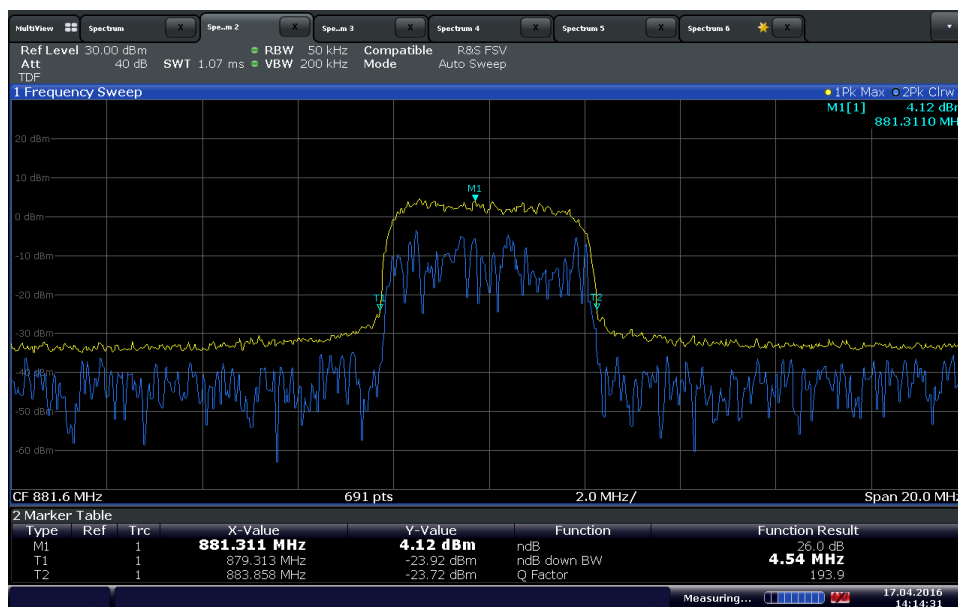 MultiView Spectrum X Spe...m 2 X Spe...m 3 X Spectrum 4 X Spectrum 5 X Spectrum 6 X
Ref Level 30.00 dBm RBW 50 kHz Compatible R&S FSV
Att 40 dB SWT 1.07 ms VBW 200 kHz Mode Auto Sweep
TDF
1 Frequency Sweep 1Pk Max 2Pk Clrw
M1[1] 4.12 dBm
881.3110 MH
20 dBm
10 dBm
M1
0 dBm
-10 dBm
-20 dBm
T1 T2
-30 dBm
-40 dBm
-50 dBm
-60 dBm
CF 881.6 MHz 691 pts 2.0 MHz/ Span 20.0 MHz
2 Marker Table
Type Ref Trc X-Value Y-Value Function Function Result
M1 1 881.311 MHz 4.12 dBm ndB 26.0 dB
T1 1 879.313 MHz -23.92 dBm ndB down BW 4.54 MHz
T2 1 883.858 MHz -23.72 dBm Q Factor 193.9
Measuring... 17.04.2016
14:14:31